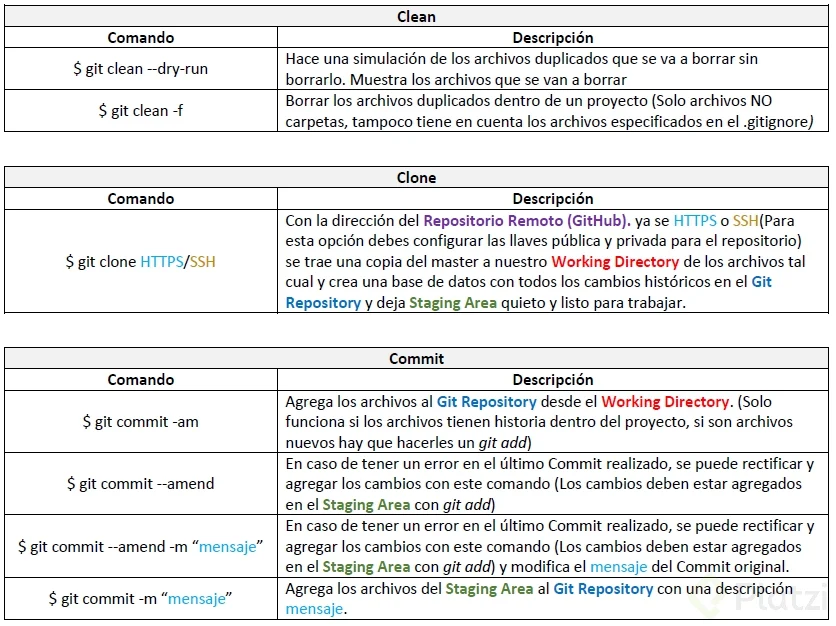 Clean
Comando Descripción
$ git clean --dry-run
Hace una simulación de los archivos duplicados que se va a borrar sin
borrarlo. Muestra los archivos que se van a borrar
$ git clean -f
Borrar los archivos duplicados dentro de un proyecto (Solo archivos NO
carpetas, tampoco tiene en cuenta los archivos especificados en el .gitignore)
Clone
Comando Descripción
$ git clone HTTPS/SSH
Con la dirección del Repositorio Remoto (GitHub). ya se HTTPS o SSH(Para
esta opción debes configurar las llaves pública y privada para el repositorio)
se trae una copia del master a nuestro Working Directory de los archivos tal
cual y crea una base de datos con todos los cambios históricos en el Git
Repository y deja Staging Area quieto y listo para trabajar.
Commit
Comando Descripción
$ git commit -am
Agrega los archivos al Git Repository desde el Working Directory. (Solo
funciona si los archivos tienen historia dentro del proyecto, si son archivos
nuevos hay que hacerles un git add)
$ git commit --amend
En caso de tener un error en el último Commit realizado, se puede rectificar y
agregar los cambios con este comando (Los cambios deben estar agregados
en el Staging Area con git add)
$ git commit --amend -m “mensaje”
En caso de tener un error en el último Commit realizado, se puede rectificar y
agregar los cambios con este comando (Los cambios deben estar agregados
en el Staging Area con git add) y modifica el mensaje del Commit original.
$ git commit -m “mensaje”
Agrega los archivos del Staging Area al Git Repository con una descripción
mensaje.
Platzi